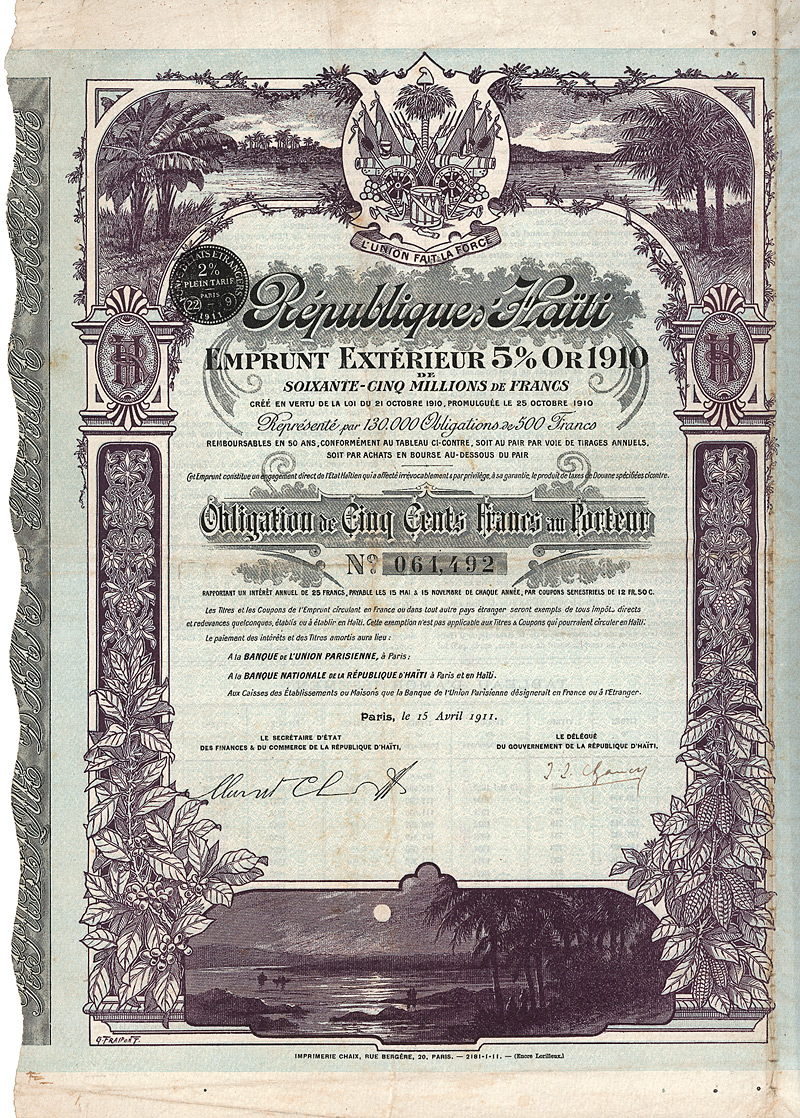 L'UNION FAIT LA FORCE
ETATS ETRANGERS
2%
PLEIN TARIF
PARIS
22 9
1911
République d'Haïti
HR
HR
EMPRUNT EXTÉRIEUR 5% OR 1910
DE
SOIXANTE-CINQ MILLIONS DE FRANCS
CRÉÉ EN VERTU DE LA LOI DU 21 OCTOBRE 1910, PROMULGUÉE LE 25 OCTOBRE 1910
Représenté par 130.000 Obligations de 500 Francs
REMBOURSABLES EN 50 ANS, CONFORMÉMENT AU TABLEAU CI-CONTRE, SOIT AU PAIR PAR VOIE DE TIRAGES ANNUELS,
SOIT PAR ACHATS EN BOURSE AU-DESSOUS DU PAIR
Cet Emprunt constitue un engagement direct de l'Etat Haïtien qui a affecté irrévocablement & par privilège, à sa garantie, le produit de taxes de Douane spécifiées ci contre.
Obligation de Cinq Cents Francs au Porteur
No 061,492
RAPPORTANT UN INTÉRÊT ANNUEL DE 25 FRANCS, PAYABLE LES 15 MAI & 15 NOVEMBRE DE CHAQUE ANNÉE, PAR COUPONS SEMESTRIELS DE 12 FR. 50 C.
Les Titres et les Coupons de l'Emprunt circulant en France ou dans tout autre pays étranger seront exempts de tous impôts directs
et redevances quelconques, établis ou à établir en Haïti. Cette exemption n'est pas applicable aux Titres & Coupons qui pourraient circuler en Haïti.
Le paiement des intérêts et des Titres amortis aura lieu :
A la BANQUE DE L'UNION PARISIENNE, à Paris ;
A la BANQUE NATIONALE DE LA RÉPUBLIQUE D'HAÏTI à Paris et en Haïti.
Aux Caisses des Établissements ou Maisons que la Banque de l'Union Parisienne désignerait en France ou à l'Etranger.
Paris, le 15 Avril 1911.
LE SECRÉTAIRE D'ÉTAT
DES FINANCES & DU COMMERCE DE LA RÉPUBLIQUE D'HAÏTI,
LE DÉLÉGUÉ
DU GOUVERNEMENT DE LA RÉPUBLIQUE D'HAÏTI,
G. FRAIPONT.
IMPRIMERIE CHAIX, RUE BERGÈRE, 20, PARIS. — 2181-1-11. — (Encre Lorilleux.)